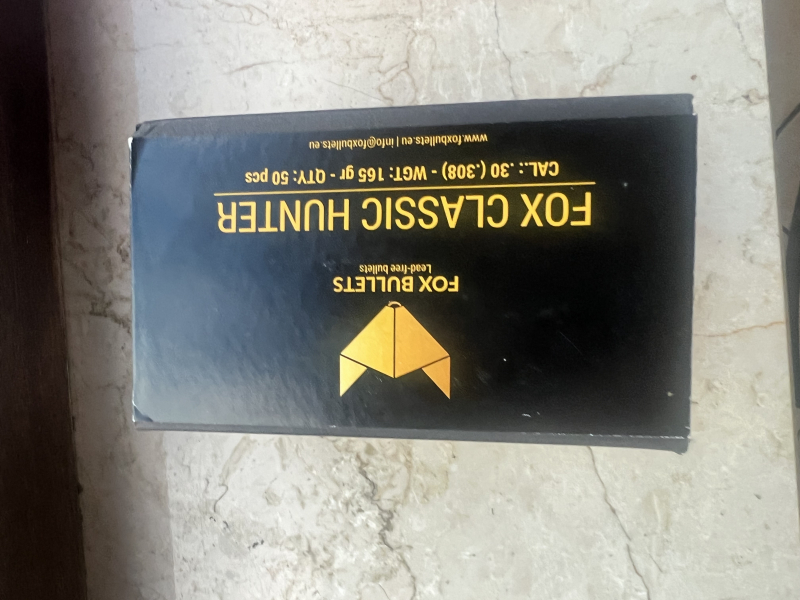 FOX BULLETS
Lead-free bullets
FOX CLASSIC HUNTER
CAL.: .30 (.308) - WGT: 165 gr - QTY: 50 pcs
www.foxbullets.eu | info@foxbullets.eu